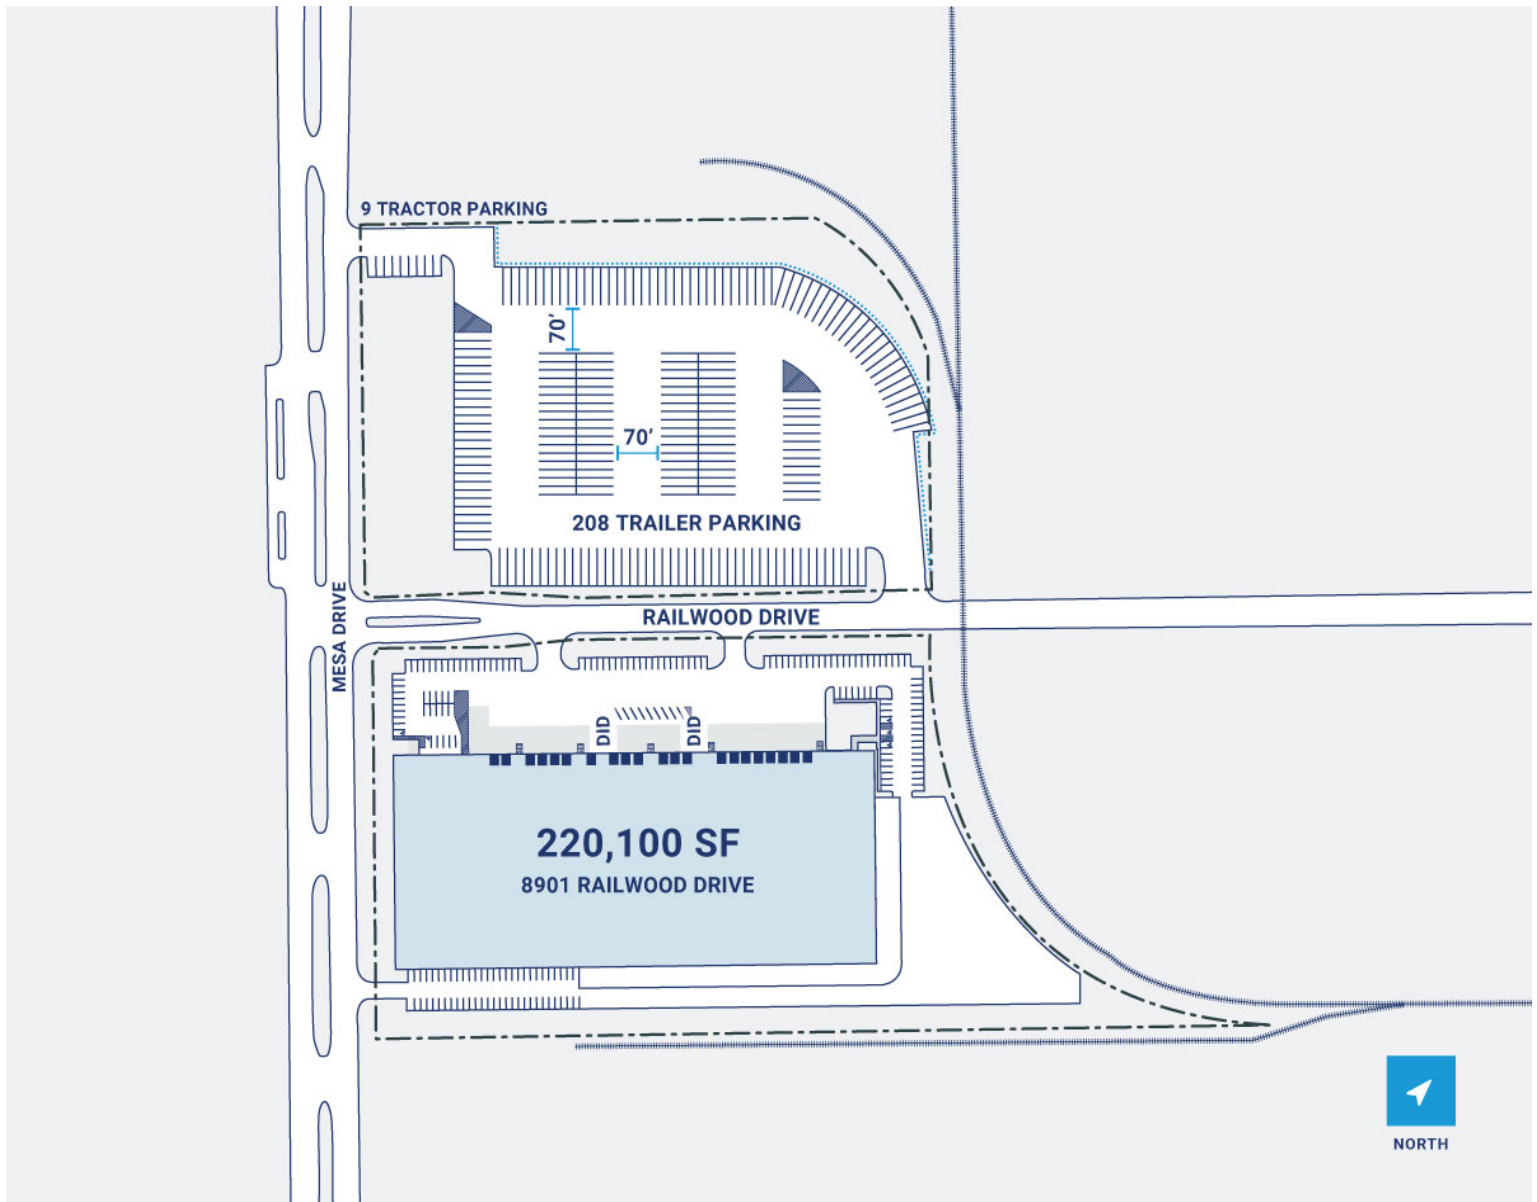 9 TRACTOR PARKING
70’
70’
208 TRAILER PARKING
MESA DRIVE
RAILWOOD DRIVE
DID
DID
220,100 SF
8901 RAILWOOD DRIVE
NORTH